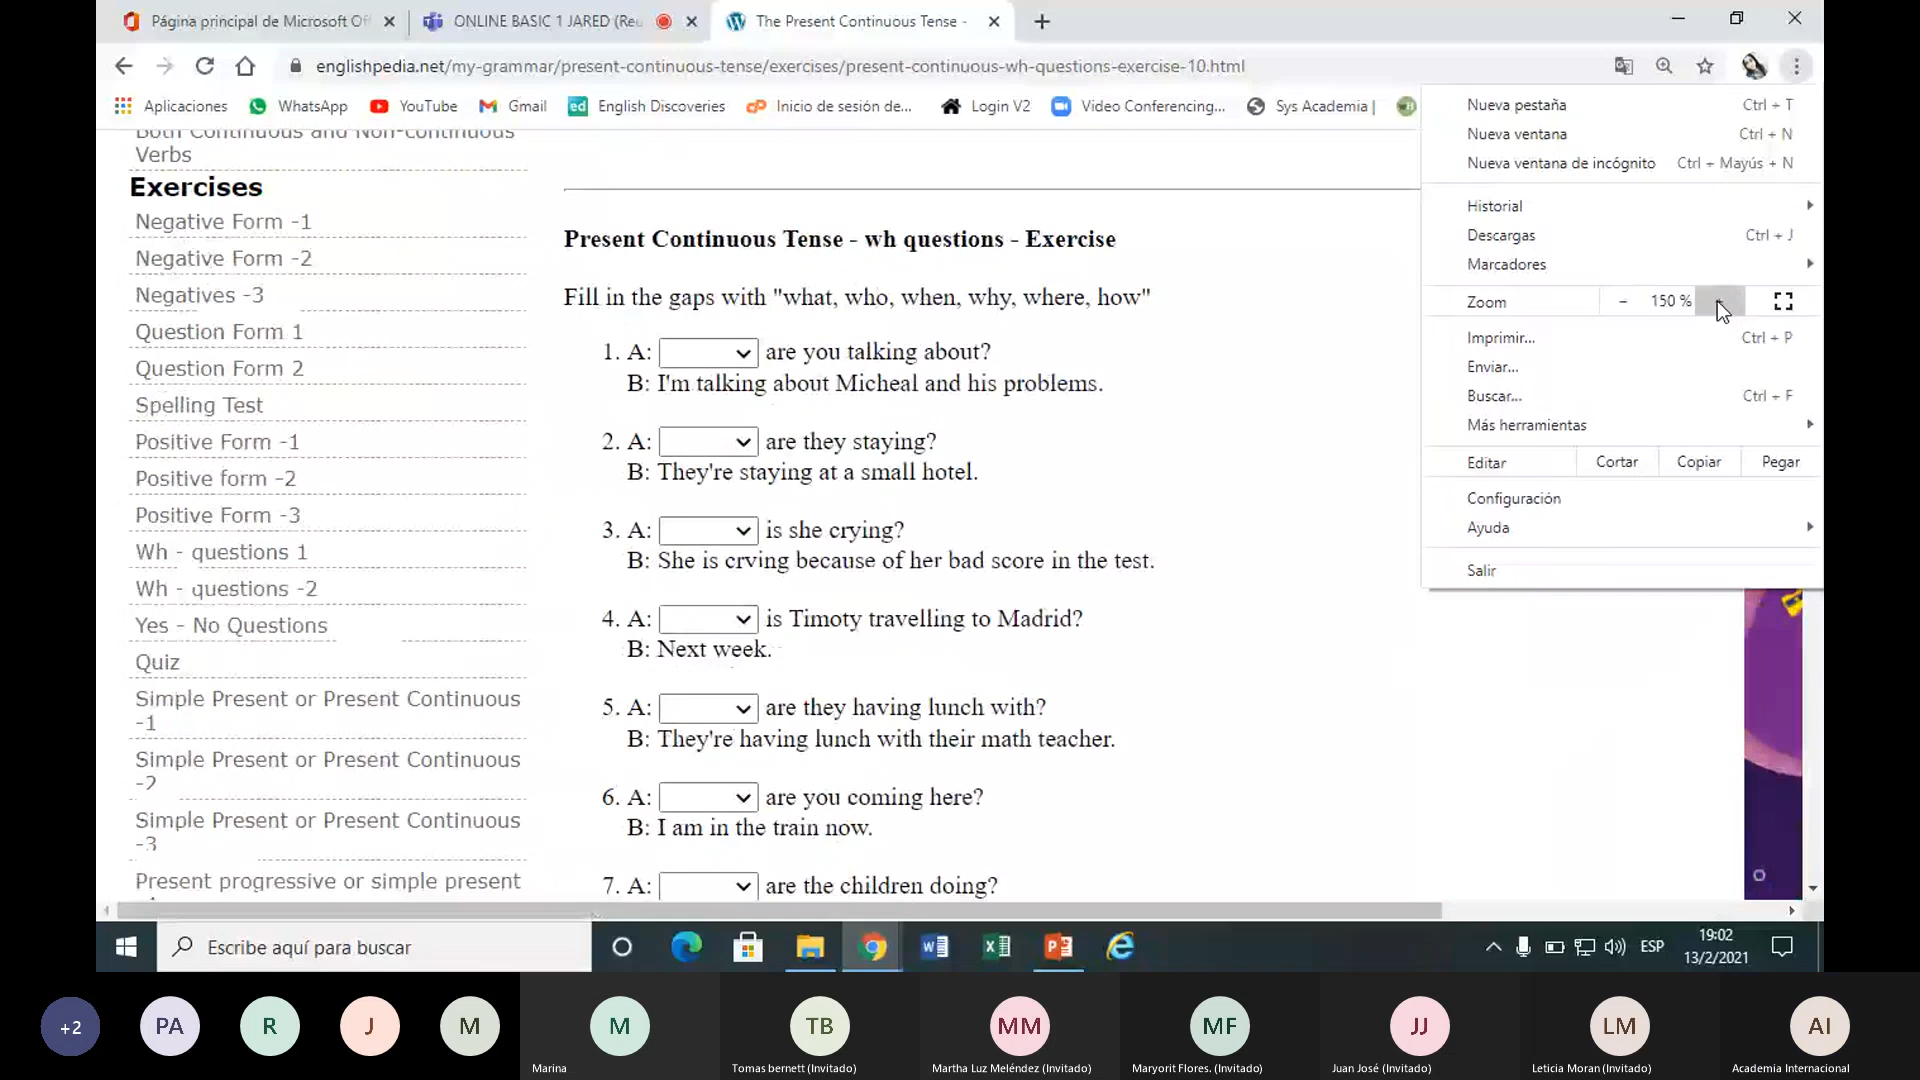 Página principal de Microsoft Of
ONLINE BASIC 1 JARED (Reu
The Present Continuous Tense -
englishpedia.net/my-grammar/present-continuous-tense/exercises/present-continuous-wh-questions-exercise-10.html
Aplicaciones WhatsApp YouTube Gmail ed English Discoveries Inicio de sesión de... Login V2 Video Conferencing... Sys Academia |
Both Continuous and Non-continuous
Verbs
Exercises
Negative Form -1
Negative Form -2
Negatives -3
Question Form 1
Question Form 2
Spelling Test
Positive Form -1
Positive form -2
Positive Form -3
Wh - questions 1
Wh - questions -2
Yes - No Questions
Quiz
Simple Present or Present Continuous
-1
Simple Present or Present Continuous
-2
Simple Present or Present Continuous
-3
Present progressive or simple present
Present Continuous Tense - wh questions - Exercise
Fill in the gaps with "what, who, when, why, where, how"
1. A: are you talking about?
B: I'm talking about Micheal and his problems.
2. A: are they staying?
B: They're staying at a small hotel.
3. A: is she crying?
B: She is crying because of her bad score in the test.
4. A: is Timoty travelling to Madrid?
B: Next week.
5. A: are they having lunch with?
B: They're having lunch with their math teacher.
6. A: are you coming here?
B: I am in the train now.
7. A: are the children doing?
Nueva pestaña Ctrl + T
Nueva ventana Ctrl + N
Nueva ventana de incógnito Ctrl + Mayús + N
Historial
Descargas Ctrl + J
Marcadores
Zoom - 150 % +
Imprimir... Ctrl + P
Enviar...
Buscar... Ctrl + F
Más herramientas
Editar Cortar Copiar Pegar
Configuración
Ayuda
Salir
Escribe aquí para buscar
ESP
19:02
13/2/2021
+2 PA R J M M TB MM MF JJ LM AI
Marina
Tomas bernett (Invitado)
Martha Luz Meléndez (Invitado)
Maryorit Flores. (Invitado)
Juan José (Invitado)
Leticia Moran (Invitado)
Academia Internacional